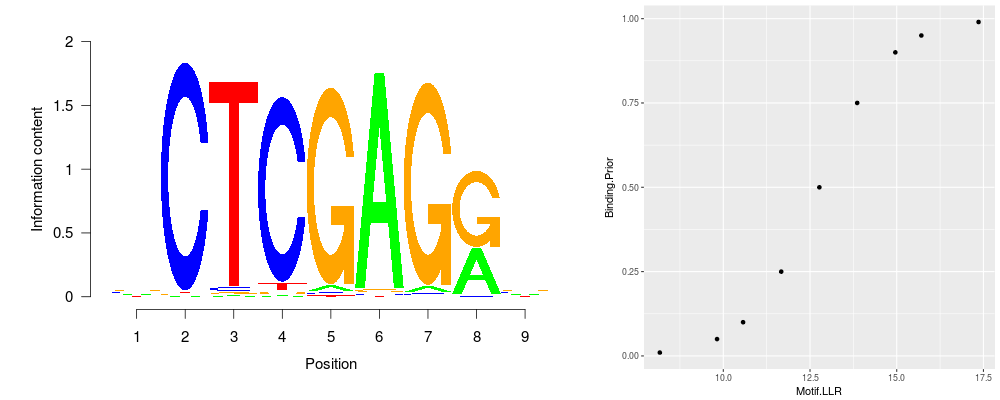 2
1.5
1
0.5
0
Information content
CTCGAGG
A
1 2 3 4 5 6 7 8 9
Position
1.00
0.75
0.50
0.25
0.00
Binding.Prior
10.0 12.5 15.0 17.5
Motif.LLR